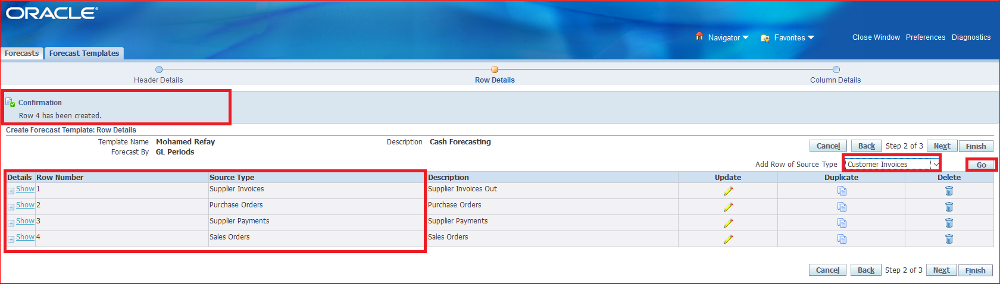 ORACLE®
Navigator Favorites Close Window Preferences Diagnostics
Forecasts Forecast Templates
Header Details Row Details Column Details
Confirmation
Row 4 has been created.
Create Forecast Template: Row Details
Template Name Mohamed Refay Description Cash Forecasting
Forecast By GL Periods
Cancel Back Step 2 of 3 Next Finish
Add Row of Source Type Customer Invoices Go
Details Row Number Source Type Description Update Duplicate Delete
Show 1 Supplier Invoices Supplier Invoices Out
Show 2 Purchase Orders Purchase Orders
Show 3 Supplier Payments Supplier Payments
Show 4 Sales Orders Sales Orders
Cancel Back Step 2 of 3 Next Finish